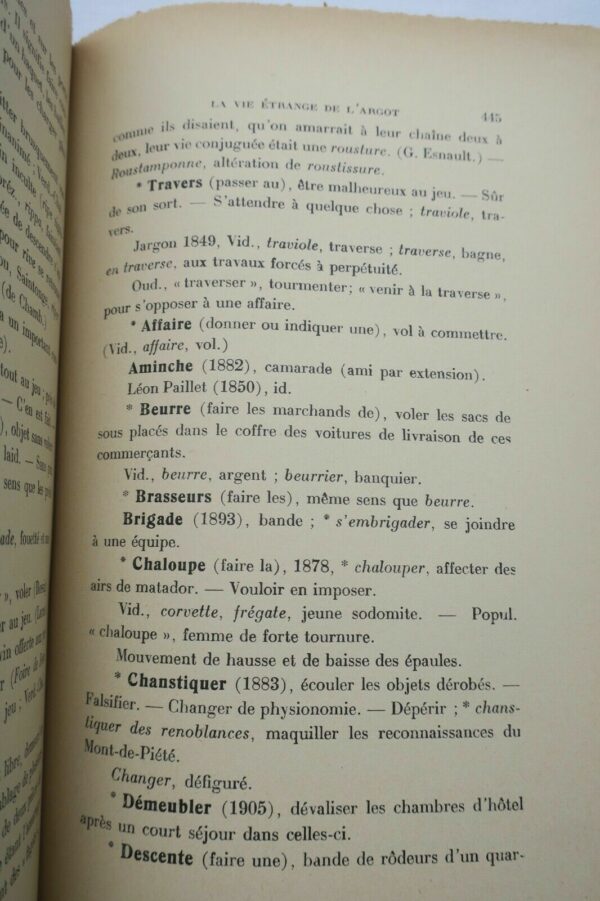 LA VIE ÉTRANGE DE L'ARGOT 445
comme ils disaient, qu'on amarrait à leur chaîne deux à
deux, leur vie conjuguée était une rousture. (G. Esnault.) —
Roustamponne, altération de roustissure.
* Travers (passer au), être malheureux au jeu. — Sûr
de son sort. — S'attendre à quelque chose ; traviole, tra-
vers.
Jargon 1849, Vid., traviole, traverse ; traverse, bagne,
en traverse, aux travaux forcés à perpétuité.
Oud., « traverser », tourmenter; « venir à la traverse »,
pour s'opposer à une affaire.
* Affaire (donner ou indiquer une), vol à commettre.
(Vid., affaire, vol.)
Aminche (1882), camarade (ami par extension).
Léon Paillet (1850), id.
* Beurre (faire les marchands de), voler les sacs de
sous placés dans le coffre des voitures de livraison de ces
commerçants.
Vid., beurre, argent ; beurrier, banquier.
* Brasseurs (faire les), même sens que beurre.
Brigade (1893), bande ; * s'embrigader, se joindre
à une équipe.
* Chaloupe (faire la), 1878, * chalouper, affecter des
airs de matador. — Vouloir en imposer.
Vid., corvette, frégate, jeune sodomite. — Popul.
« chaloupe », femme de forte tournure.
Mouvement de hausse et de baisse des épaules.
* Chanstiquer (1883), écouler les objets dérobés. —
Falsifier. — Changer de physionomie. — Dépérir ; * chans-
tiquer des renoblances, maquiller les reconnaissances du
Mont-de-Piété.
Changer, défiguré.
* Démeubler (1905), dévaliser les chambres d'hôtel
après un court séjour dans celles-ci.
* Descente (faire une), bande de rôdeurs d'un quar-